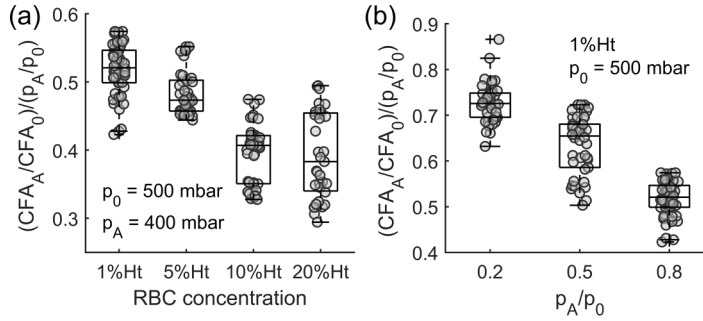 (a)
(CFA_A/CFA_0)/(p_A/p_0)
0.6
0.5
0.4
0.3
p_0 = 500 mbar
p_A = 400 mbar
1%Ht 5%Ht 10%Ht 20%Ht
RBC concentration
(b)
(CFA_A/CFA_0)/(p_A/p_0)
0.9
0.8
0.7
0.6
0.5
0.4
1%Ht
p_0 = 500 mbar
0.2 0.5 0.8
p_A/p_0